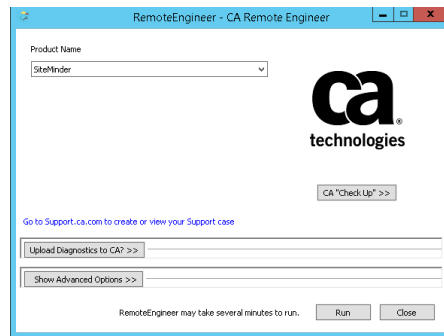 RemoteEngineer - CA Remote Engineer
Product Name
SiteMinder
ca
technologies
CA "Check Up" >>
Go to Support.ca.com to create or view your Support case
Upload Diagnostics to CA? >>
Show Advanced Options >>
RemoteEngineer may take several minutes to run.
Run
Close